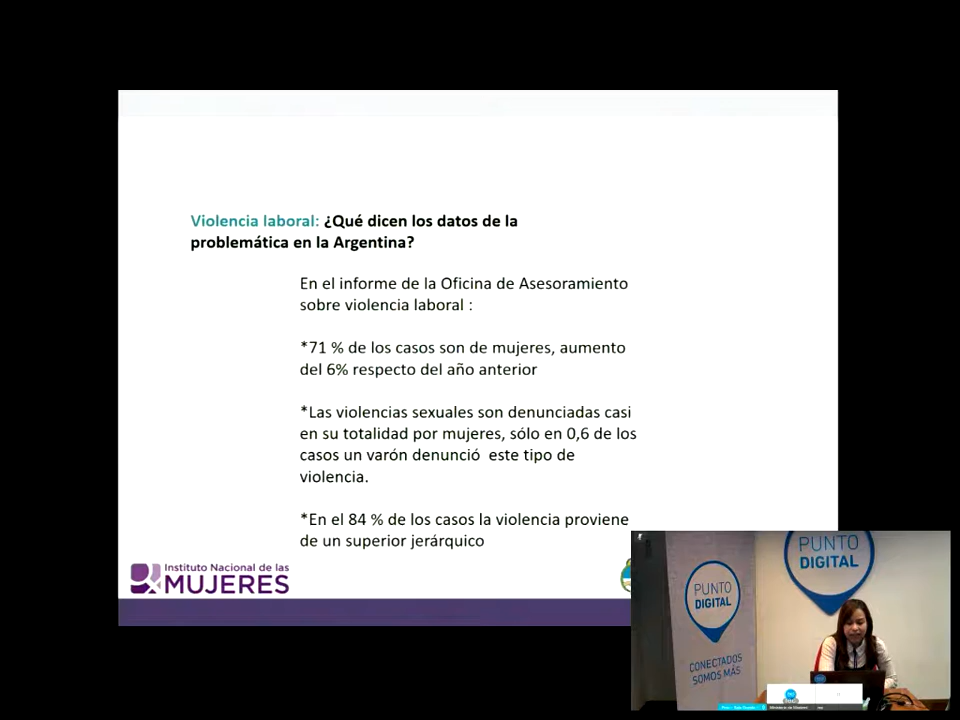 Violencia laboral: ¿Qué dicen los datos de la
problemática en la Argentina?
En el informe de la Oficina de Asesoramiento
sobre violencia laboral :
*71 % de los casos son de mujeres, aumento
del 6% respecto del año anterior
*Las violencias sexuales son denunciadas casi
en su totalidad por mujeres, sólo en 0,6 de los
casos un varón denunció este tipo de
violencia.
*En el 84 % de los casos la violencia proviene
de un superior jerárquico
Instituto Nacional de las
MUJERES
PUNTO
DIGITAL
CONECTADOS
SOMOS MÁS
PUNTO
DIGITAL